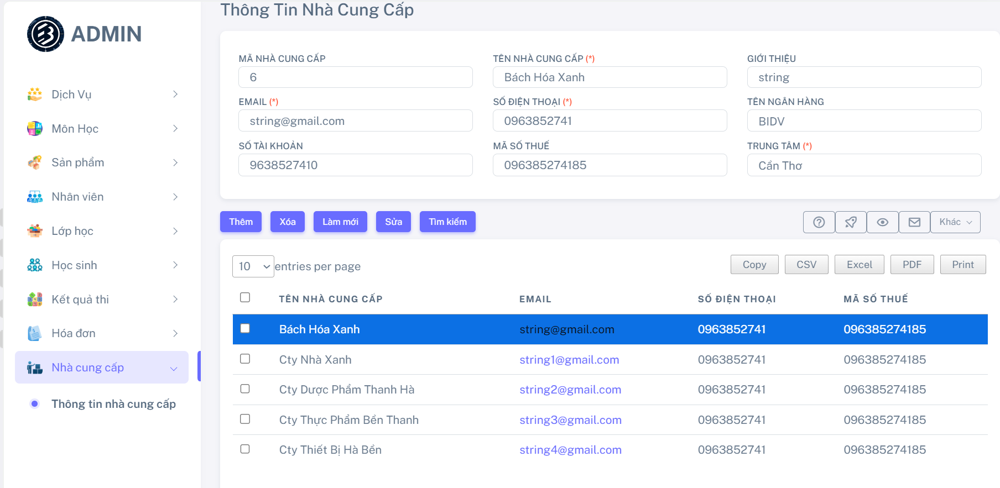 ADMIN
Dịch Vụ
Môn Học
Sản phẩm
Nhân viên
Lớp học
Học sinh
Kết quả thi
Hóa đơn
Nhà cung cấp
Thông tin nhà cung cấp
Thông Tin Nhà Cung Cấp
MÃ NHÀ CUNG CẤP
6
TÊN NHÀ CUNG CẤP (*)
Bách Hóa Xanh
GIỚI THIỆU
string
EMAIL (*)
string@gmail.com
SỐ ĐIỆN THOẠI (*)
0963852741
TÊN NGÂN HÀNG
BIDV
SỐ TÀI KHOẢN
9638527410
MÃ SỐ THUẾ
096385274185
TRUNG TÂM (*)
Cần Thơ
Thêm Xóa Làm mới Sửa Tìm kiếm Khác
10 entries per page Copy CSV Excel PDF Print
TÊN NHÀ CUNG CẤP EMAIL SỐ ĐIỆN THOẠI MÃ SỐ THUẾ
Bách Hóa Xanh string@gmail.com 0963852741 096385274185
Cty Nhà Xanh string1@gmail.com 0963852741 096385274185
Cty Dược Phẩm Thanh Hà string2@gmail.com 0963852741 096385274185
Cty Thực Phẩm Bền Thanh string3@gmail.com 0963852741 096385274185
Cty Thiết Bị Hà Bền string4@gmail.com 0963852741 096385274185